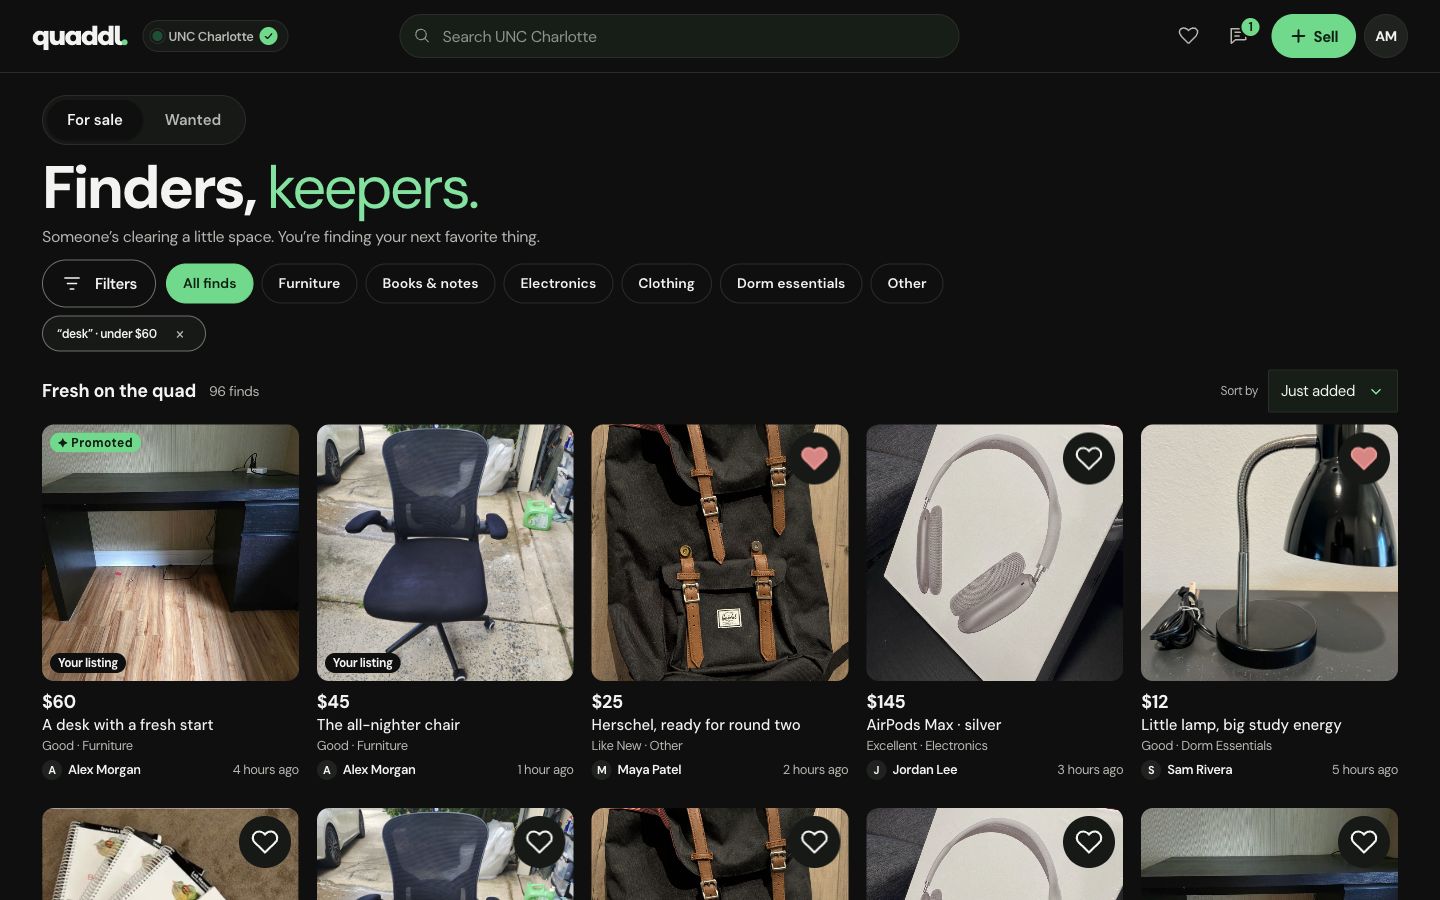 quaddl.
UNC Charlotte
Search UNC Charlotte
1
Sell
AM
For sale
Wanted
Finders, keepers.
Someone’s clearing a little space. You’re finding your next favorite thing.
Filters
All finds
Furniture
Books & notes
Electronics
Clothing
Dorm essentials
Other
“desk” · under $60 ×
Fresh on the quad 96 finds
Sort by Just added
Promoted
Your listing
$60
A desk with a fresh start
Good · Furniture
A Alex Morgan 4 hours ago
Your listing
$45
The all-nighter chair
Good · Furniture
A Alex Morgan 1 hour ago
$25
Herschel, ready for round two
Like New · Other
M Maya Patel 2 hours ago
$145
AirPods Max · silver
Excellent · Electronics
J Jordan Lee 3 hours ago
$12
Little lamp, big study energy
Good · Dorm Essentials
S Sam Rivera 5 hours ago